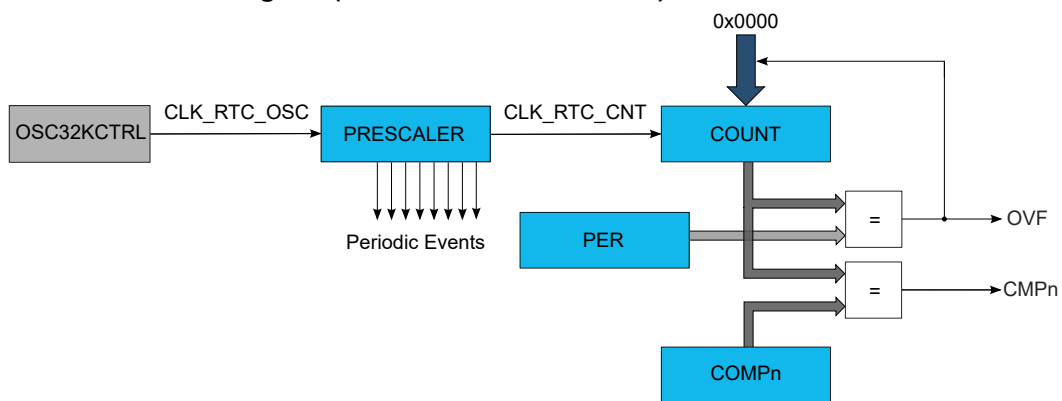 0x0000
CLK_RTC_OSC
CLK_RTC_CNT
OSC32KCTRL
PRESCALER
COUNT
Periodic Events
PER
=
OVF
=
CMPn
COMPn